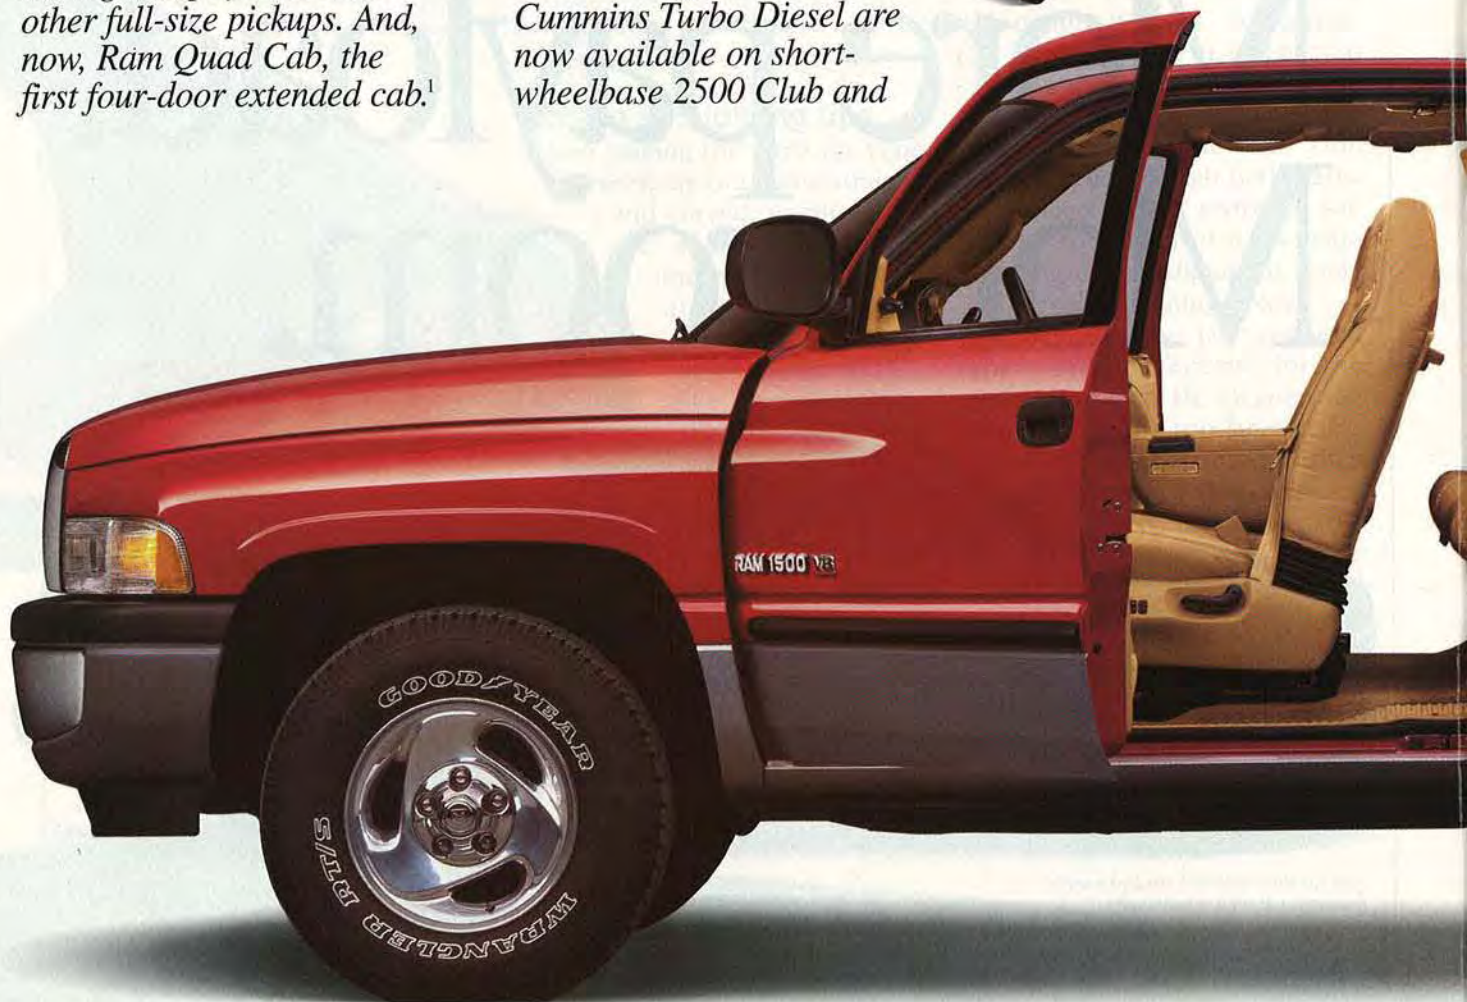 other full-size pickups. And,
now, Ram Quad Cab, the
first four-door extended cab.¹
Cummins Turbo Diesel are
now available on short-
wheelbase 2500 Club and
RAM 1500 V8
GOODYEAR
WRANGLER RT/S